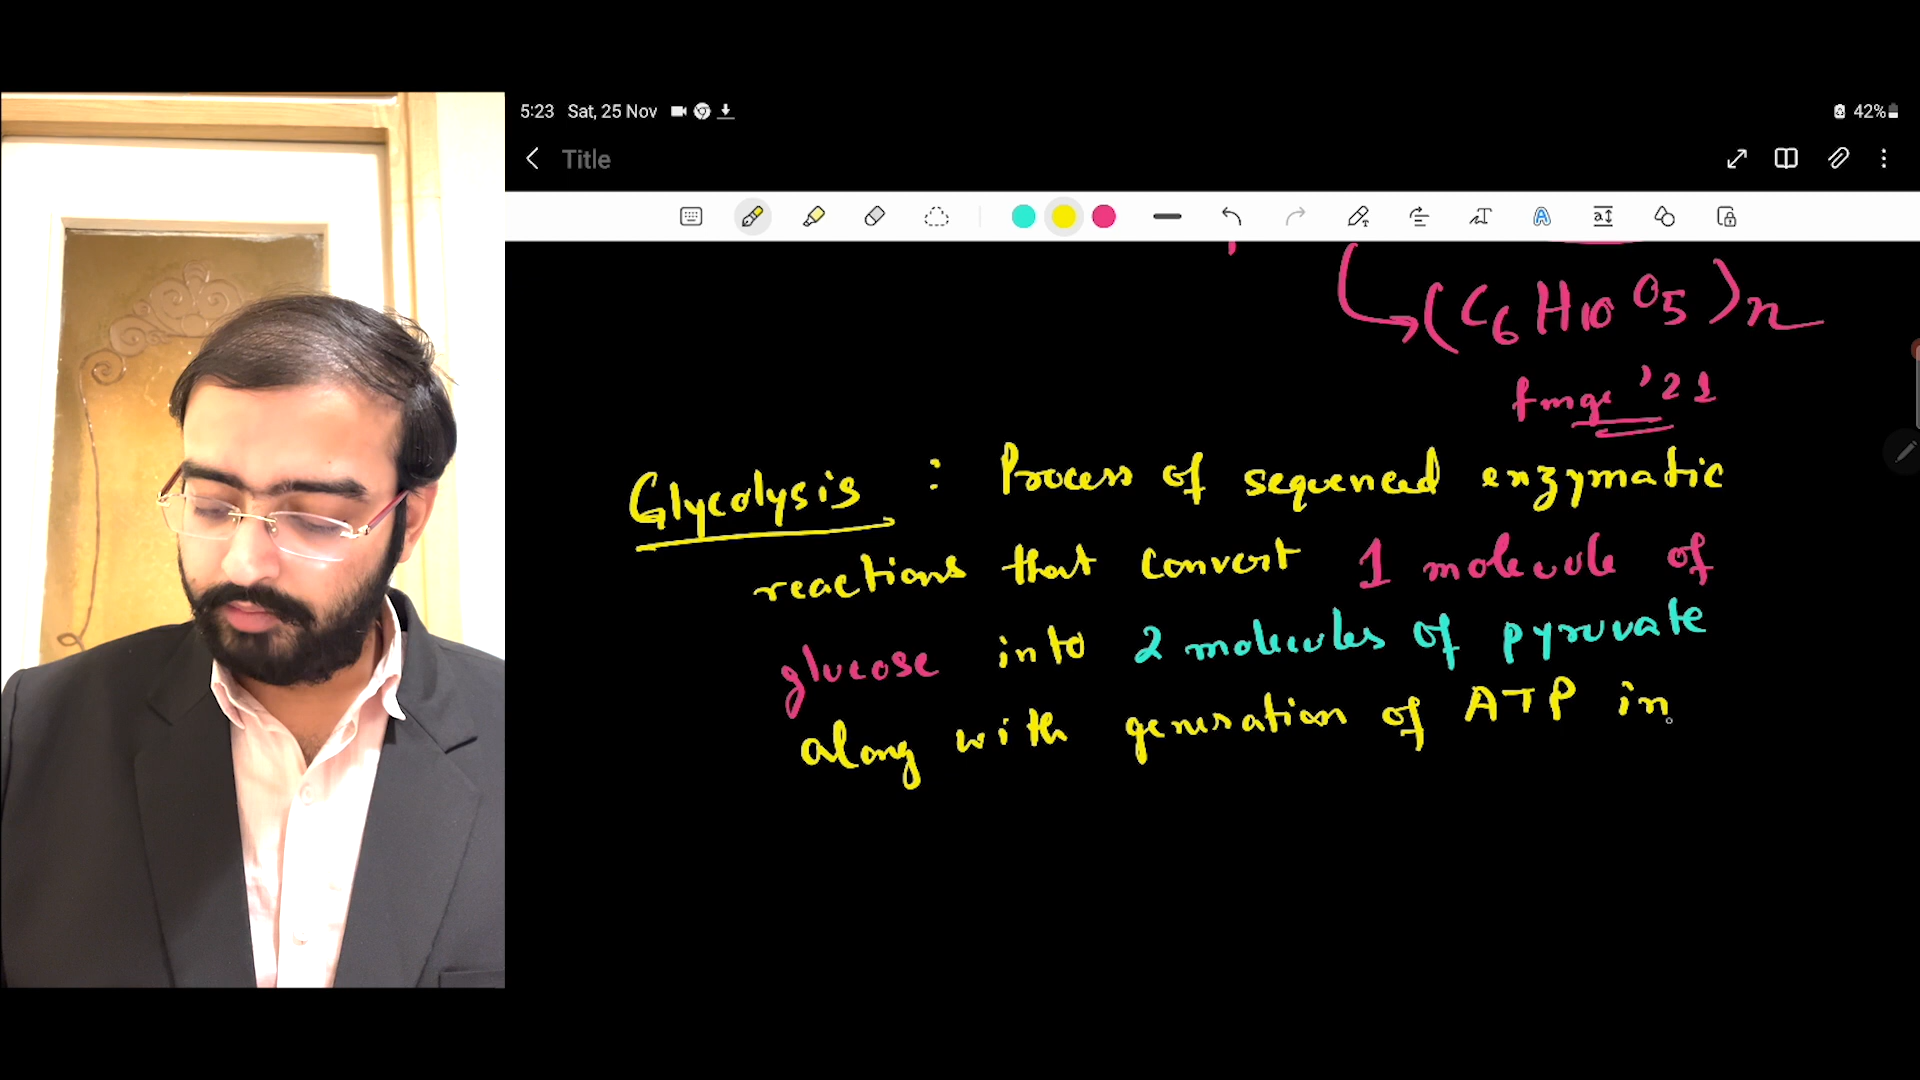 5:23 Sat, 25 Nov 42%
Title
(C6H10O5)n
fmge '21
Glycolysis : Process of sequenced enzymatic
reactions that convert 1 molecule of
glucose into 2 molecules of pyruvate
along with generation of ATP in